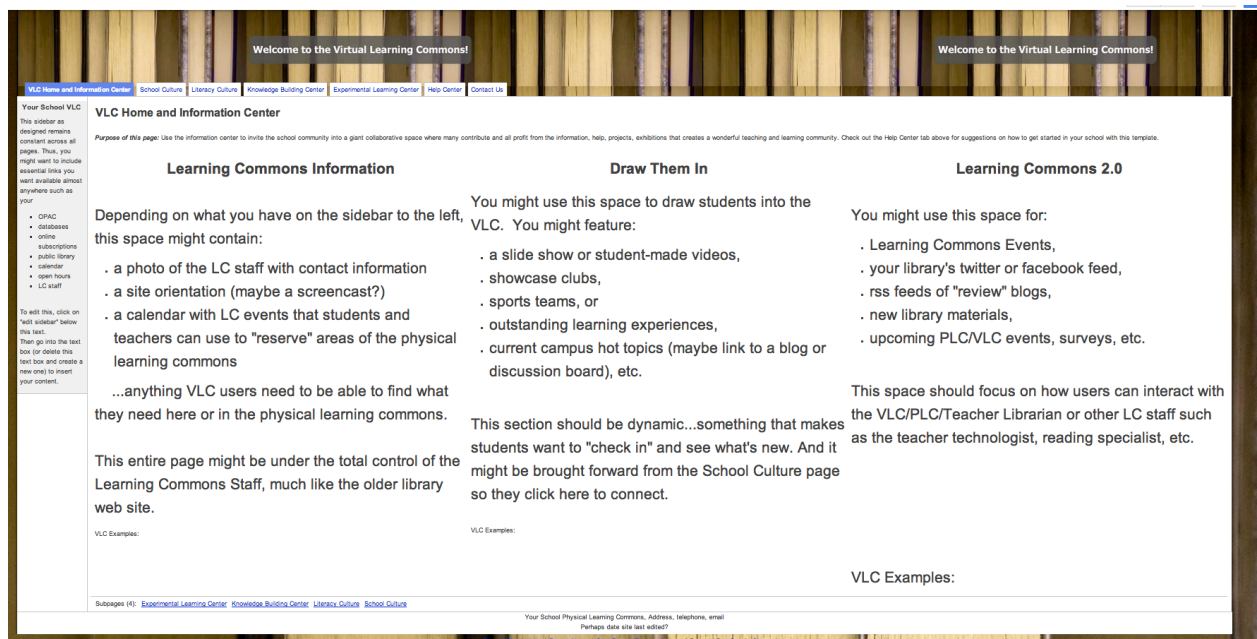 Welcome to the Virtual Learning Commons!
Welcome to the Virtual Learning Commons!
VLC Home and Information Center
School Culture
Literacy Culture
Knowledge Building Center
Experimental Learning Center
Help Center
Contact Us
Your School VLC
This sidebar as
designed remains
constant across all
pages. Thus, you
might want to include
essential links you
want available almost
anywhere such as
your
• OPAC
• databases
• online
subscriptions
• public library
• calendar
• open hours
• LC staff
To edit this, click on
"edit sidebar" below
this text.
Then go into the text
box (or delete this
text box and create a
new one) to insert
your content.
VLC Home and Information Center
Purpose of this page: Use the information center to invite the school community into a giant collaborative space where many contribute and all profit from the information, help, projects, exhibitions that creates a wonderful teaching and learning community. Check out the Help Center tab above for suggestions on how to get started in your school with this template.
Learning Commons Information
Depending on what you have on the sidebar to the left,
this space might contain:
• a photo of the LC staff with contact information
• a site orientation (maybe a screencast?)
• a calendar with LC events that students and
teachers can use to "reserve" areas of the physical
learning commons
...anything VLC users need to be able to find what
they need here or in the physical learning commons.
This entire page might be under the total control of the
Learning Commons Staff, much like the older library
web site.
VLC Examples:
Draw Them In
You might use this space to draw students into the
VLC. You might feature:
• a slide show or student-made videos,
• showcase clubs,
• sports teams, or
• outstanding learning experiences,
• current campus hot topics (maybe link to a blog or
discussion board), etc.
This section should be dynamic...something that makes
students want to "check in" and see what's new. And it
might be brought forward from the School Culture page
so they click here to connect.
VLC Examples:
Learning Commons 2.0
You might use this space for:
• Learning Commons Events,
• your library's twitter or facebook feed,
• rss feeds of "review" blogs,
• new library materials,
• upcoming PLC/VLC events, surveys, etc.
This space should focus on how users can interact with
the VLC/PLC/Teacher Librarian or other LC staff such
as the teacher technologist, reading specialist, etc.
VLC Examples:
Subpages (4): Experimental Learning Center Knowledge Building Center Literacy Culture School Culture
Your School Physical Learning Commons, Address, telephone, email
Perhaps date site last edited?